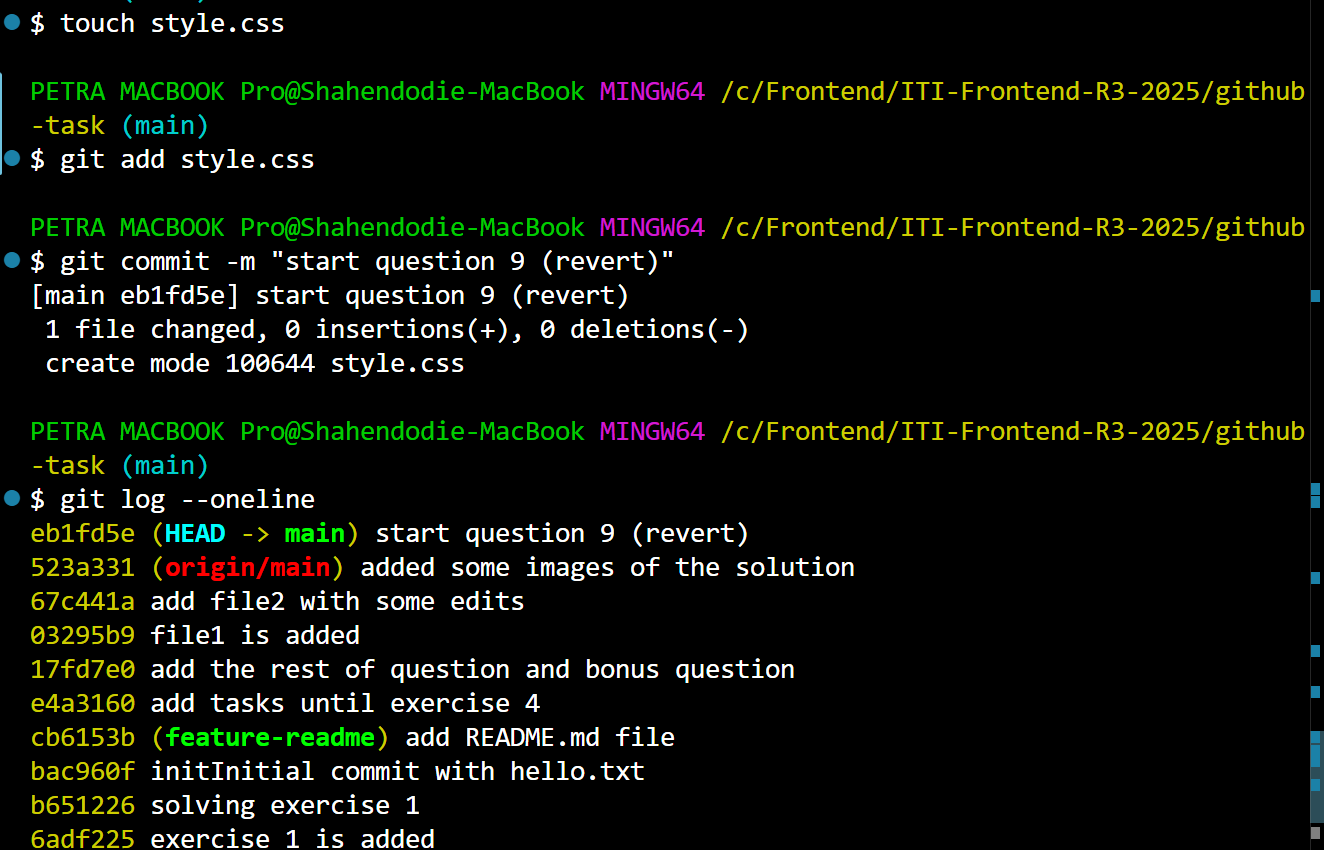 $ touch style.css
PETRA MACBOOK Pro@Shahendodie-MacBook MINGW64 /c/Frontend/ITI-Frontend-R3-2025/github
-task (main)
$ git add style.css
PETRA MACBOOK Pro@Shahendodie-MacBook MINGW64 /c/Frontend/ITI-Frontend-R3-2025/github
$ git commit -m "start question 9 (revert)"
[main eb1fd5e] start question 9 (revert)
 1 file changed, 0 insertions(+), 0 deletions(-)
 create mode 100644 style.css
PETRA MACBOOK Pro@Shahendodie-MacBook MINGW64 /c/Frontend/ITI-Frontend-R3-2025/github
-task (main)
$ git log --oneline
eb1fd5e (HEAD -> main) start question 9 (revert)
523a331 (origin/main) added some images of the solution
67c441a add file2 with some edits
03295b9 file1 is added
17fd7e0 add the rest of question and bonus question
e4a3160 add tasks until exercise 4
cb6153b (feature-readme) add README.md file
bac960f initInitial commit with hello.txt
b651226 solving exercise 1
6adf225 exercise 1 is added